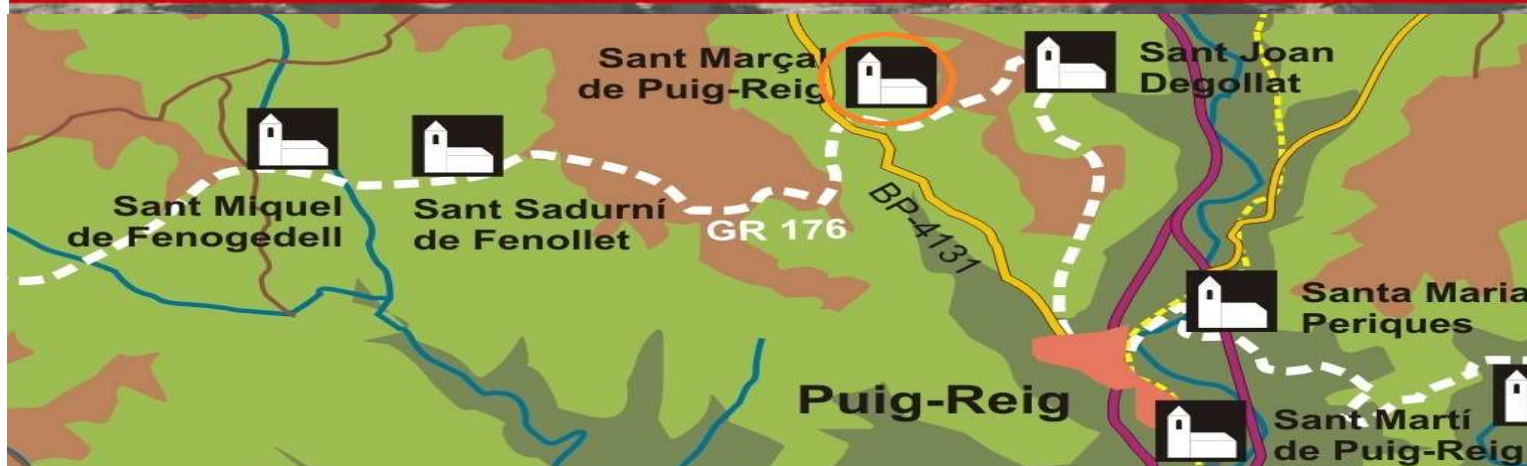 Sant Marçal
de Puig-Reig
Sant Joan
Degollat
Sant Miquel
de Fenogedell
Sant Sadurní
de Fenollet
GR 176
BP-4131
Santa Maria
Periques
Puig-Reig
Sant Martí
de Puig-Reig